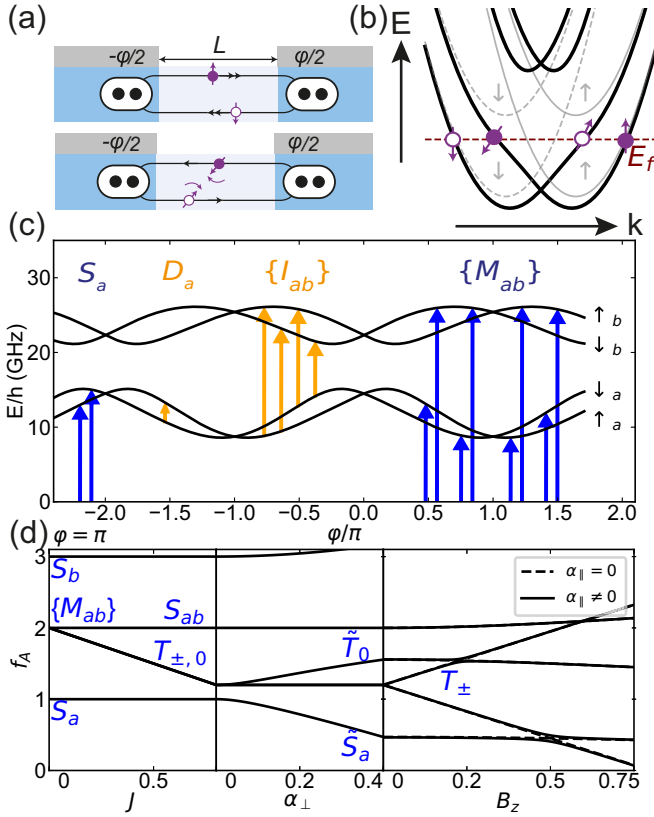 (a)
-φ/2
L
φ/2
-φ/2
φ/2
(b)
E
↓
↑
↓
↑
E_f
k
(c)
S_a
D_a
{I_ab}
{M_ab}
30
20
10
0
E/h (GHz)
↑_b
↓_b
↓_a
↑_a
−2.0 −1.5 −1.0 −0.5 0.0 0.5 1.0 1.5 2.0
φ/π
(d)
φ = π
3
2
1
0
f_A
S_b
{M_ab}
S_ab
T_±,0
S_a
T̃_0
S̃_a
T_±
α_∥ = 0
α_∥ ≠ 0
0 0.5
J
0 0.2 0.4
α_⊥
0 0.2 0.5 0.75
B_z